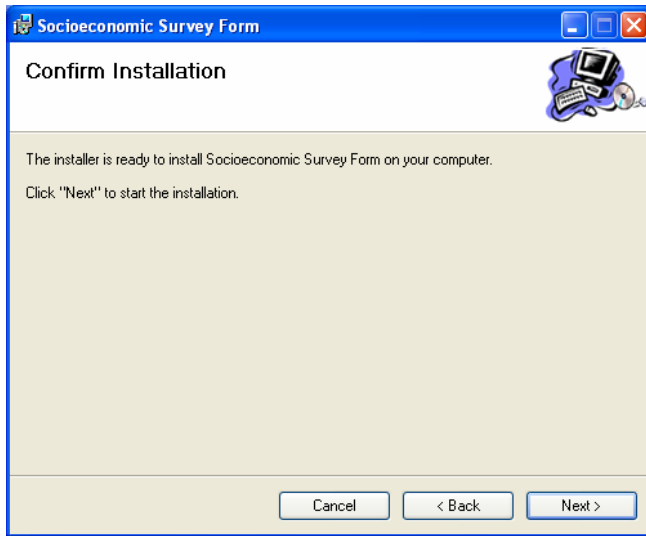 Socioeconomic Survey Form
Confirm Installation
The installer is ready to install Socioeconomic Survey Form on your computer.
Click "Next" to start the installation.
Cancel
< Back
Next >